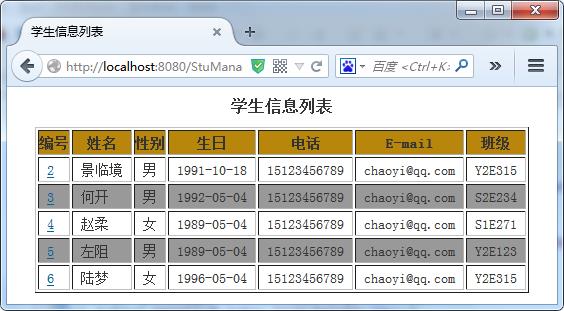 学生信息列表
http://localhost:8080/StuMana
百度 <Ctrl+K>
学生信息列表
编号 姓名 性别 生日 电话 E-mail 班级
2 景临境 男 1991-10-18 15123456789 chaoyi@qq.com Y2E315
3 何开 男 1992-05-04 15123456789 chaoyi@qq.com S2E234
4 赵柔 女 1989-05-04 15123456789 chaoyi@qq.com S1E271
5 左阻 男 1989-05-04 15123456789 chaoyi@qq.com Y2E123
6 陆梦 女 1996-05-04 15123456789 chaoyi@qq.com Y2E315